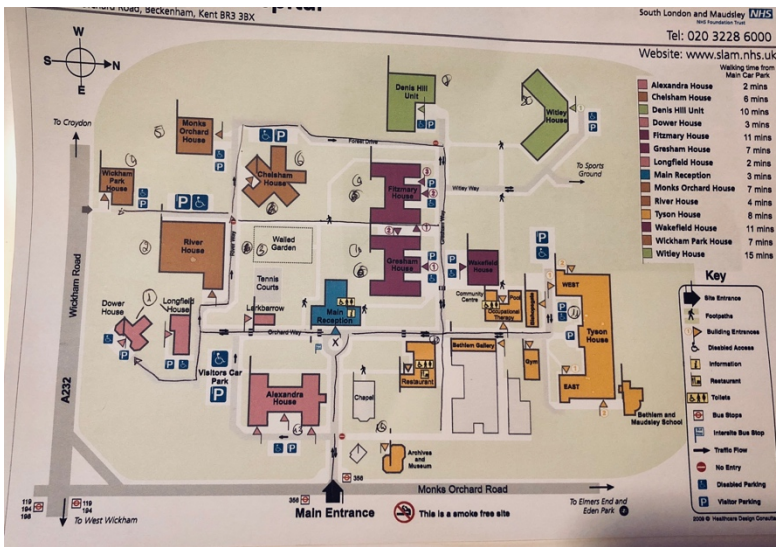 Orchard Road, Beckenham, Kent BR3 3BX
South London and Maudsley NHS
NHS Foundation Trust
Tel: 020 3228 6000
Website: www.slam.nhs.uk
Walking time from
Main Car Park
Alexandra House 2 mins
Chelsham House 6 mins
Denis Hill Unit 10 mins
Dower House 3 mins
Fitzmary House 11 mins
Gresham House 7 mins
Longfield House 2 mins
Main Reception 3 mins
Monks Orchard House 7 mins
River House 4 mins
Tyson House 8 mins
Wakefield House 11 mins
Wickham Park House 7 mins
Witley House 15 mins
Key
Site Entrance
Footpaths
Building Entrances
Disabled Access
Information
Restaurant
Toilets
Bus Stops
Intersite Bus Stop
Traffic Flow
No Entry
Disabled Parking
Visitor Parking
W
S
N
E
To Croydon
Monks
Orchard
House
Denis Hill
Unit
Witley
House
Forest Drive
Chelsham
House
Wickham
Park
House
Fitzmary
House
Witley Way
To Sports
Ground
River
House
River Way
Walled
Garden
Gresham
House
Wakefield
House
Wickham Road
Tennis
Courts
Dower
House
Longfield
House
Larkbarrow
Main
Reception
Community
Centre
Pool
Occupational
Therapy
WEST
Tyson
House
EAST
Orchard Way
Visitors Car
Park
X
Restaurant
Bethlem Gallery
Gym
A232
Alexandra
House
Chapel
Bethlem and
Maudsley School
Archives
and
Museum
358
119
194
198
119
194
358
Monks Orchard Road
To West Wickham
Main Entrance
This is a smoke free site
To Elmers End and
Eden Park